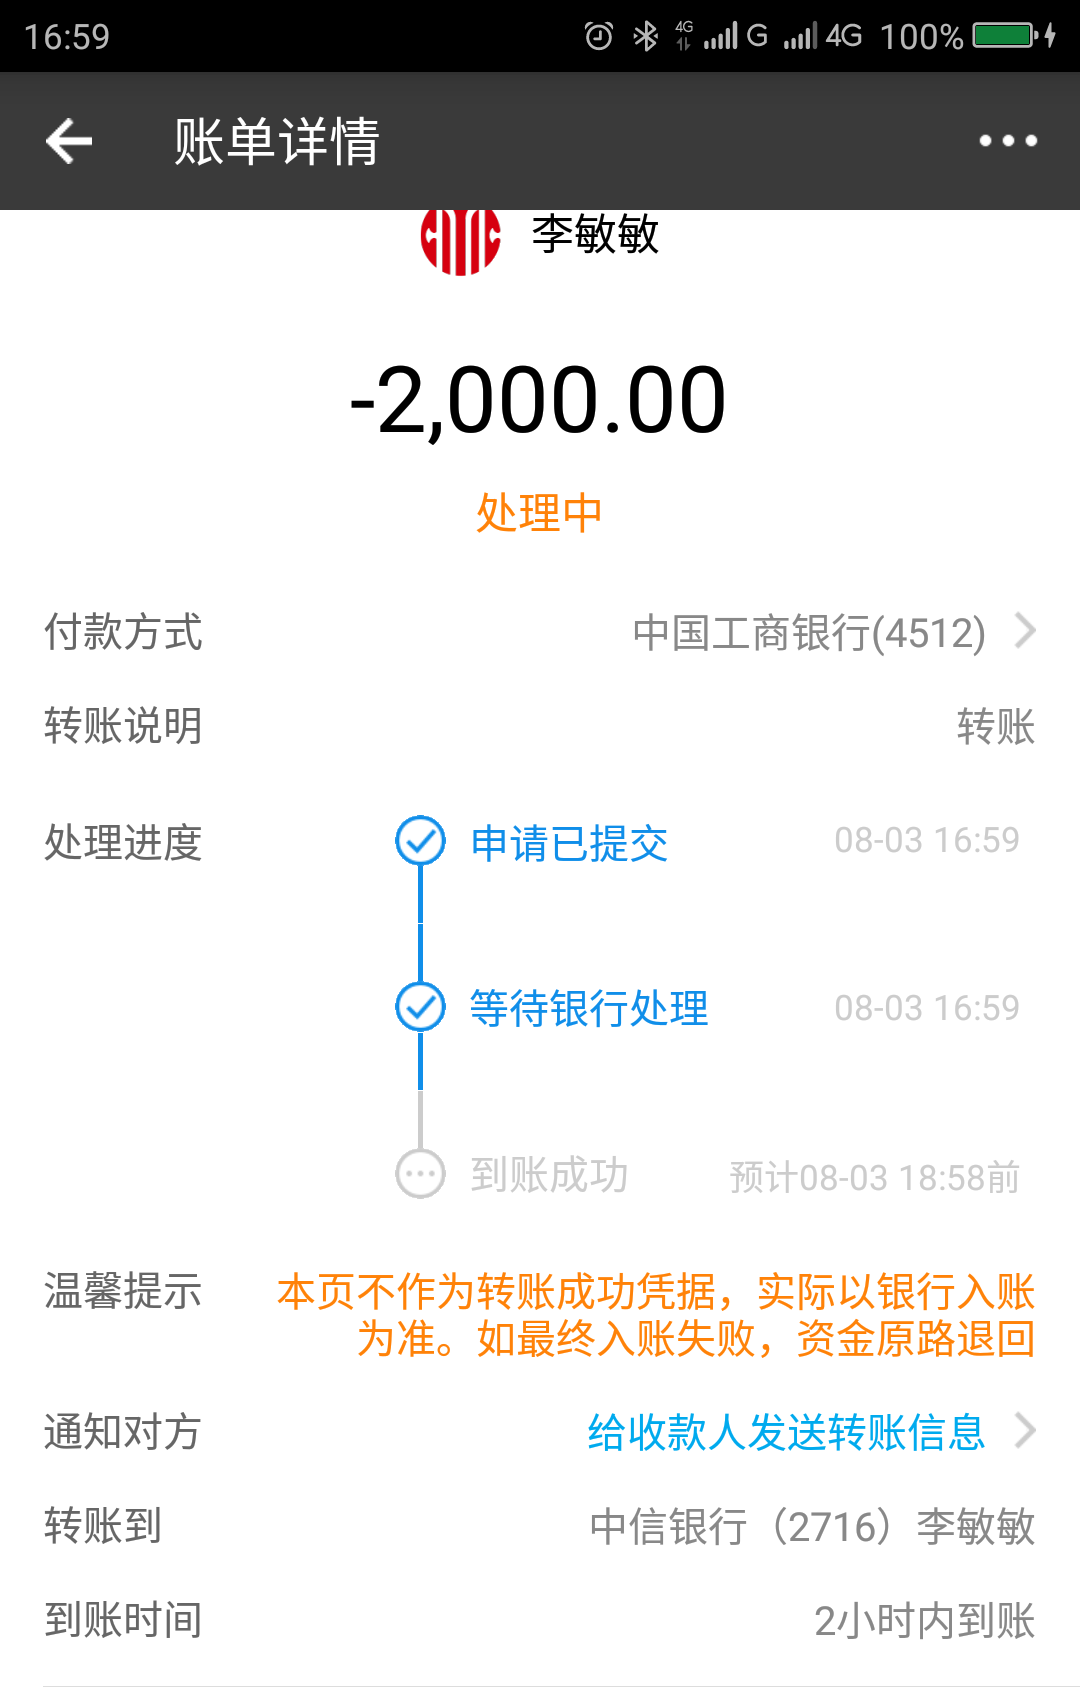 16:59 4G G 4G 100%
账单详情
李敏敏
-2,000.00
处理中
付款方式 中国工商银行(4512)
转账说明 转账
处理进度 申请已提交 08-03 16:59
等待银行处理 08-03 16:59
到账成功 预计08-03 18:58前
温馨提示 本页不作为转账成功凭据，实际以银行入账
为准。如最终入账失败，资金原路退回
通知对方 给收款人发送转账信息
转账到 中信银行（2716）李敏敏
到账时间 2小时内到账